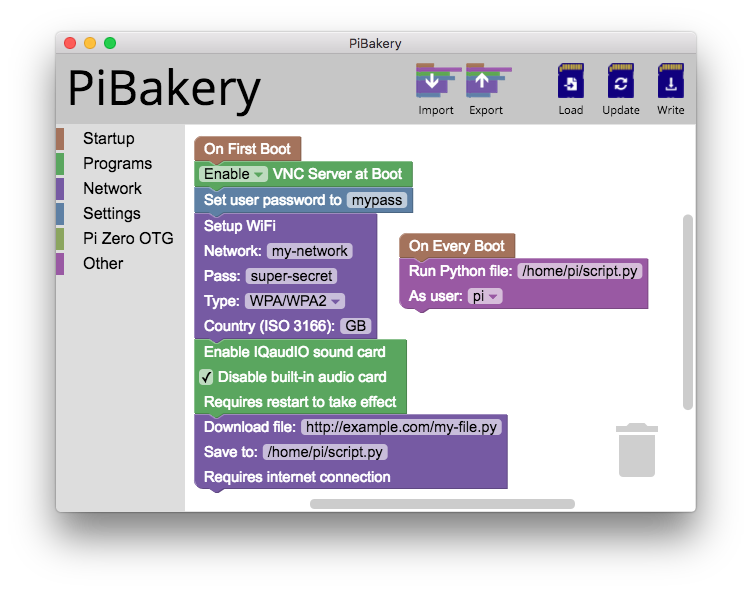 PiBakery
PiBakery
Import
Export
Load
Update
Write
Startup
Programs
Network
Settings
Pi Zero OTG
Other
On First Boot
Enable VNC Server at Boot
Set user password to mypass
Setup WiFi
Network: my-network
Pass: super-secret
Type: WPA/WPA2
Country (ISO 3166): GB
Enable IQaudIO sound card
Disable built-in audio card
Requires restart to take effect
Download file: http://example.com/my-file.py
Save to: /home/pi/script.py
Requires internet connection
On Every Boot
Run Python file: /home/pi/script.py
As user: pi